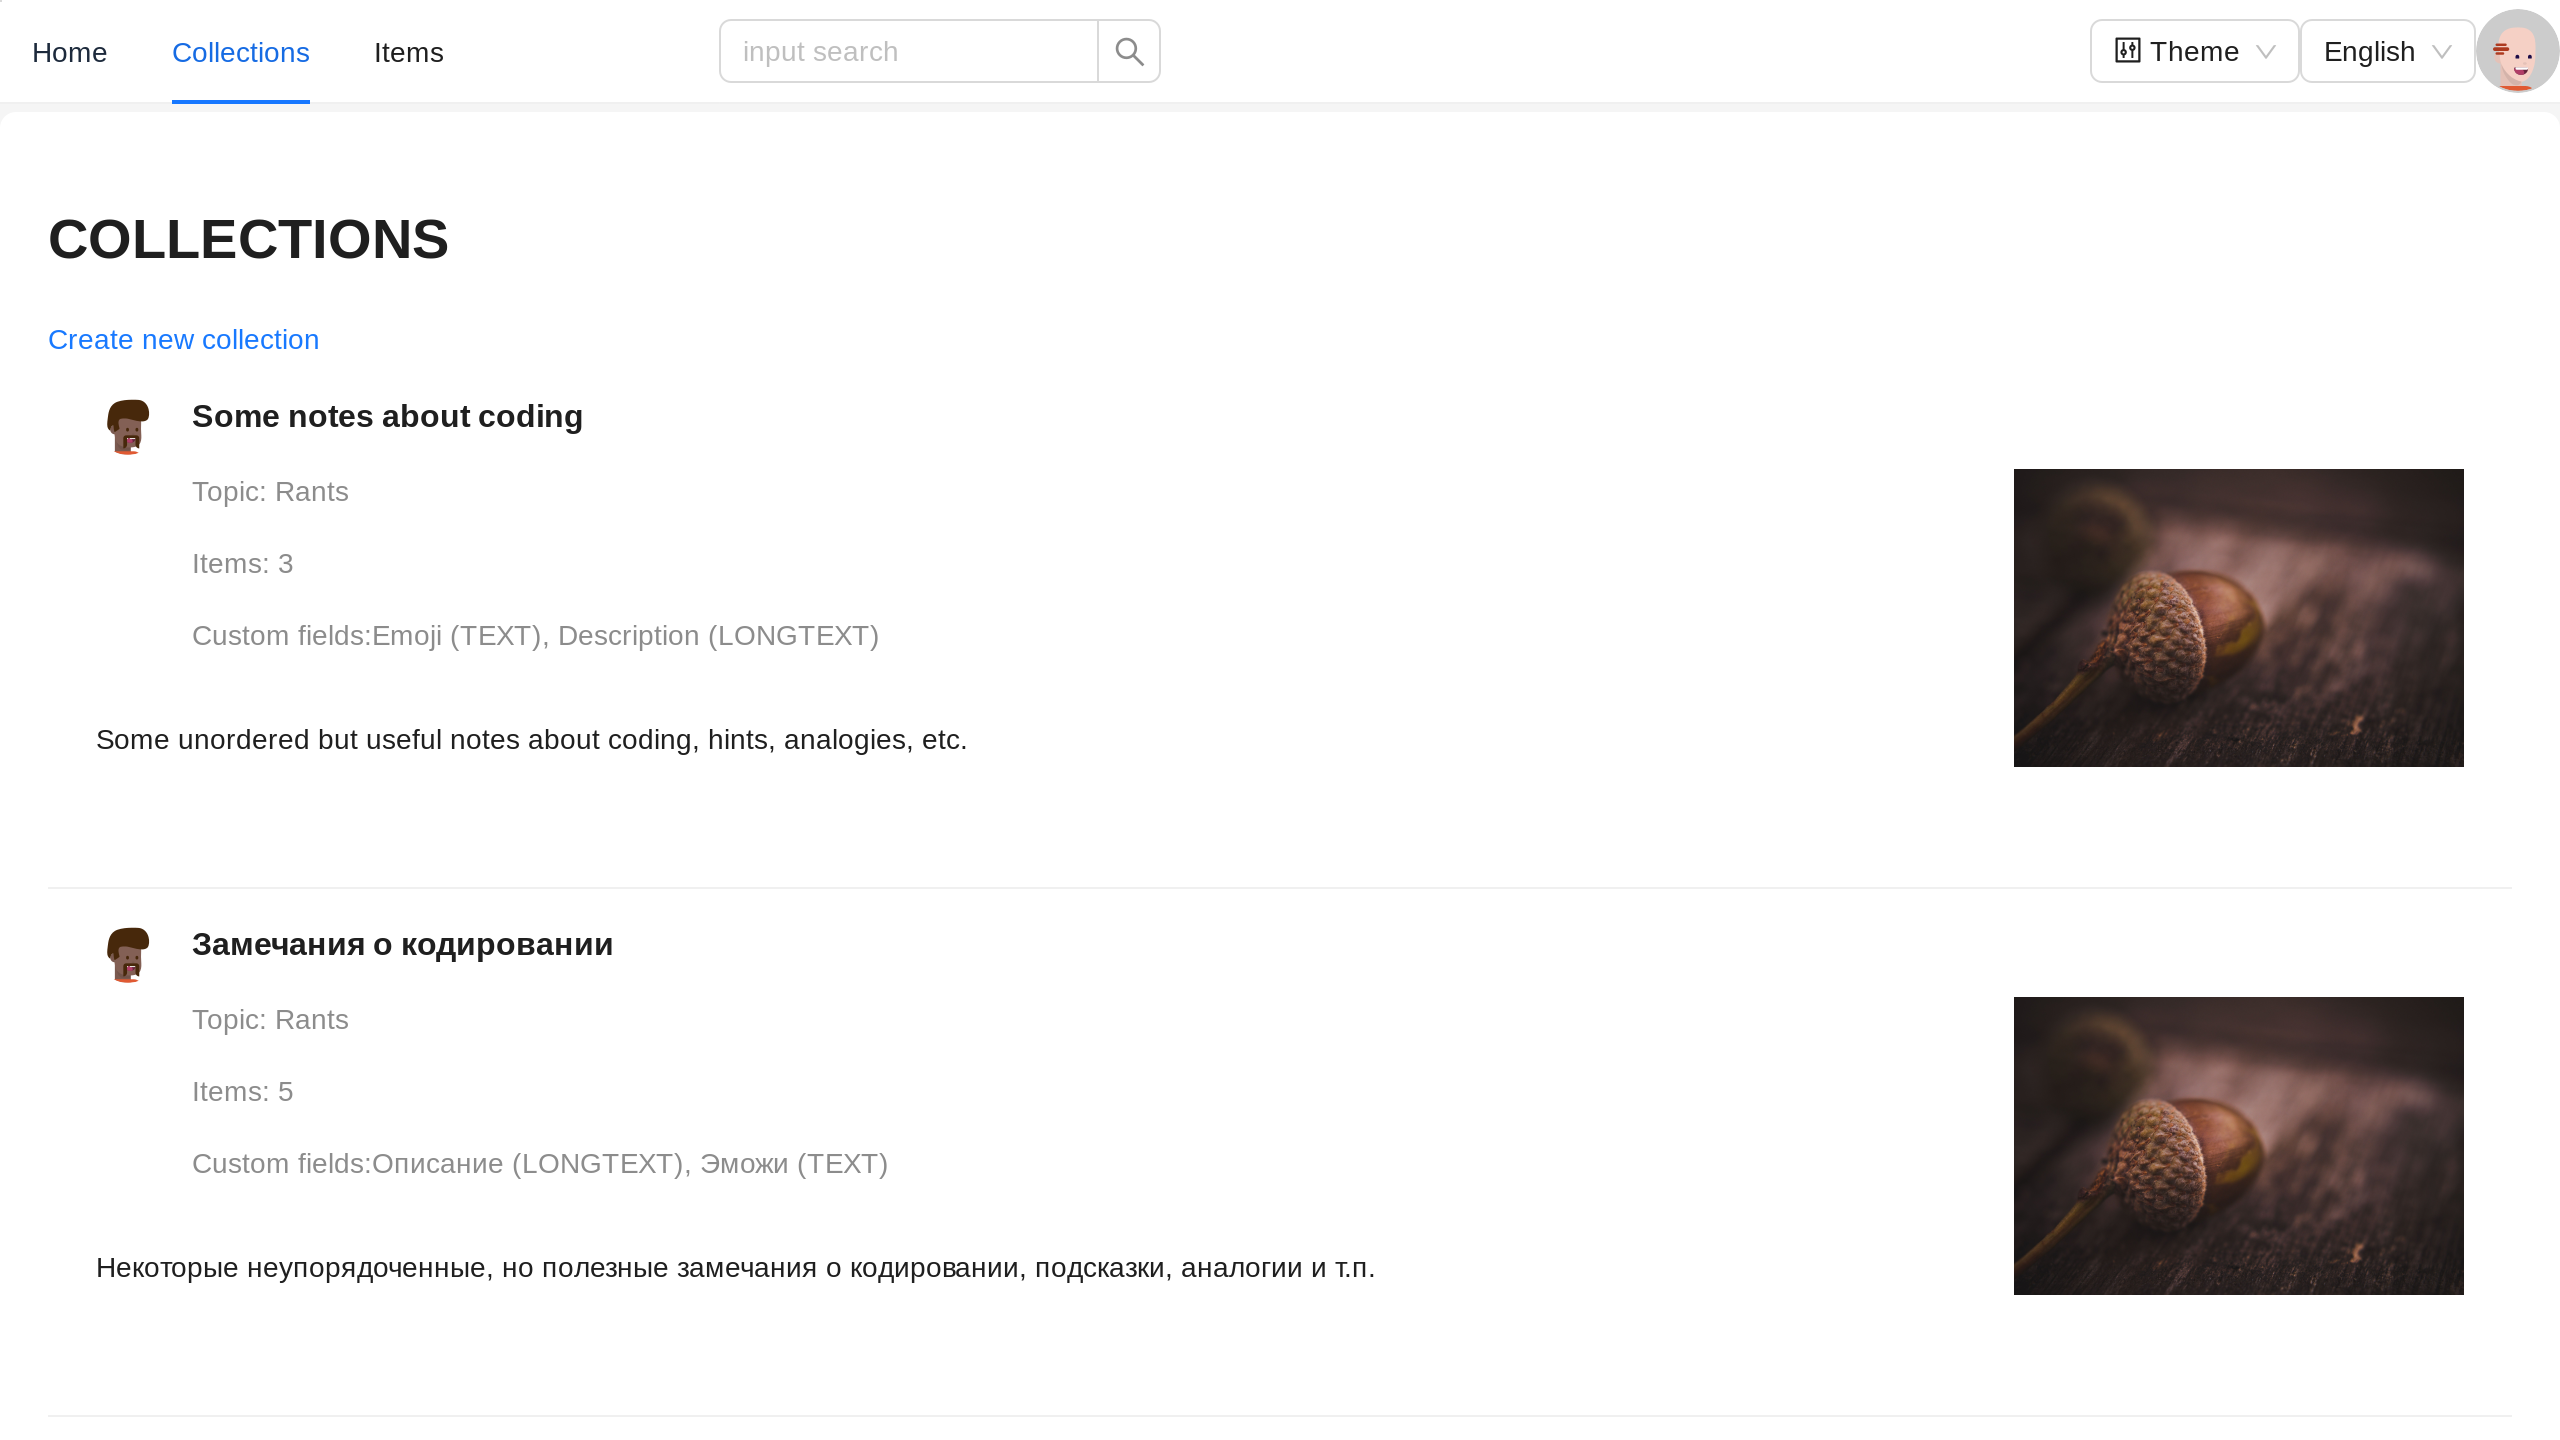 Home Collections Items input search Theme English
COLLECTIONS
Create new collection
Some notes about coding
Topic: Rants
Items: 3
Custom fields:Emoji (TEXT), Description (LONGTEXT)
Some unordered but useful notes about coding, hints, analogies, etc.
Замечания о кодировании
Topic: Rants
Items: 5
Custom fields:Описание (LONGTEXT), Эможи (TEXT)
Некоторые неупорядоченные, но полезные замечания о кодировании, подсказки, аналогии и т.п.